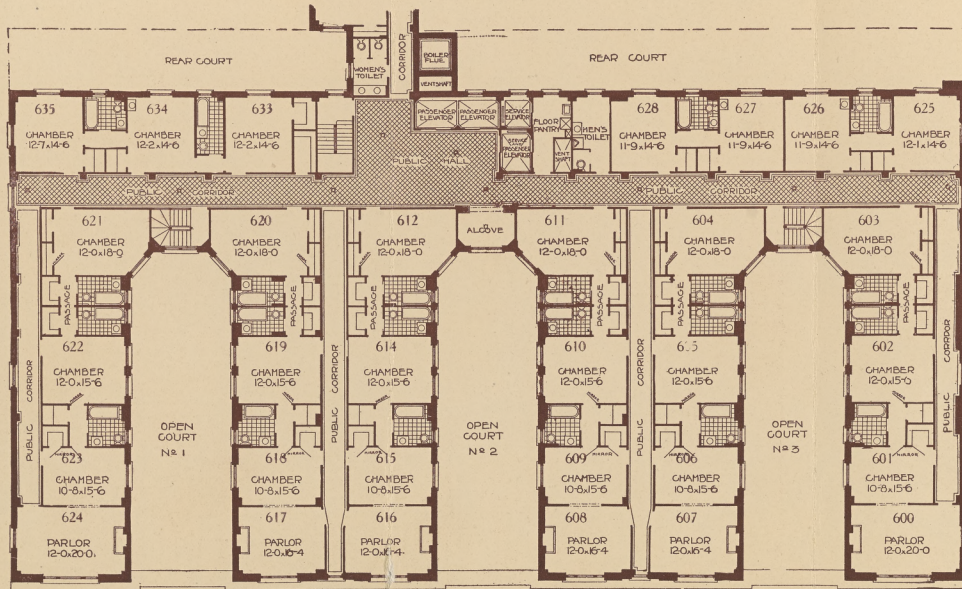 REAR COURT
WOMEN'S
TOILET
CORRIDOR
BOILER
FLUE
VENT SHAFT
REAR COURT
635
CHAMBER
12-7x14-6
634
CHAMBER
12-2x14-6
633
CHAMBER
12-2x14-6
PASSENGER
ELEVATOR
PASSENGER
ELEVATOR
SERVICE
ELEVATOR
PASSENGER
ELEVATOR
FLOOR
PANTRY
MEN'S
TOILET
VENT
SHAFT
628
CHAMBER
11-9x14-6
627
CHAMBER
11-9x14-6
626
CHAMBER
11-9x14-6
625
CHAMBER
12-1x14-6
PUBLIC HALL
PUBLIC CORRIDOR
PUBLIC CORRIDOR
621
CHAMBER
12-0x18-0
620
CHAMBER
12-0x18-0
612
CHAMBER
12-0x18-0
ALCOVE
611
CHAMBER
12-0x18-0
604
CHAMBER
12-0x18-0
603
CHAMBER
12-0x18-0
PASSAGE
PASSAGE
PASSAGE
PASSAGE
PASSAGE
PASSAGE
622
CHAMBER
12-0x15-6
619
CHAMBER
12-0x15-6
614
CHAMBER
12-0x15-6
610
CHAMBER
12-0x15-6
CHAMBER
12-0x15-6
602
CHAMBER
PUBLIC CORRIDOR
PUBLIC CORRIDOR
PUBLIC CORRIDOR
PUBLIC CORRIDOR
OPEN
COURT
No 1
OPEN
COURT
No 2
OPEN
COURT
No 3
MIRROR
MIRROR
MIRROR
MIRROR
MIRROR
MIRROR
623
CHAMBER
10-8x15-6
618
CHAMBER
10-8x15-6
615
CHAMBER
10-8x15-6
609
CHAMBER
10-8x15-6
606
CHAMBER
10-8x15-6
601
CHAMBER
10-8x15-6
624
PARLOR
12-0x20-0
617
PARLOR
12-0x16-4
616
PARLOR
12-0x16-4
608
PARLOR
12-0x16-4
607
PARLOR
12-0x16-4
600
PARLOR
12-0x20-0